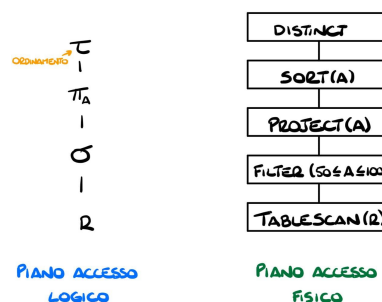 τ
ORDINAMENTO
π_A
σ
R
PIANO ACCESSO
LOGICO
DISTINCT
SORT(A)
PROJECT(A)
FILTER (50≤A≤100
TABLESCAN(R)
PIANO ACCESSO
FISICO